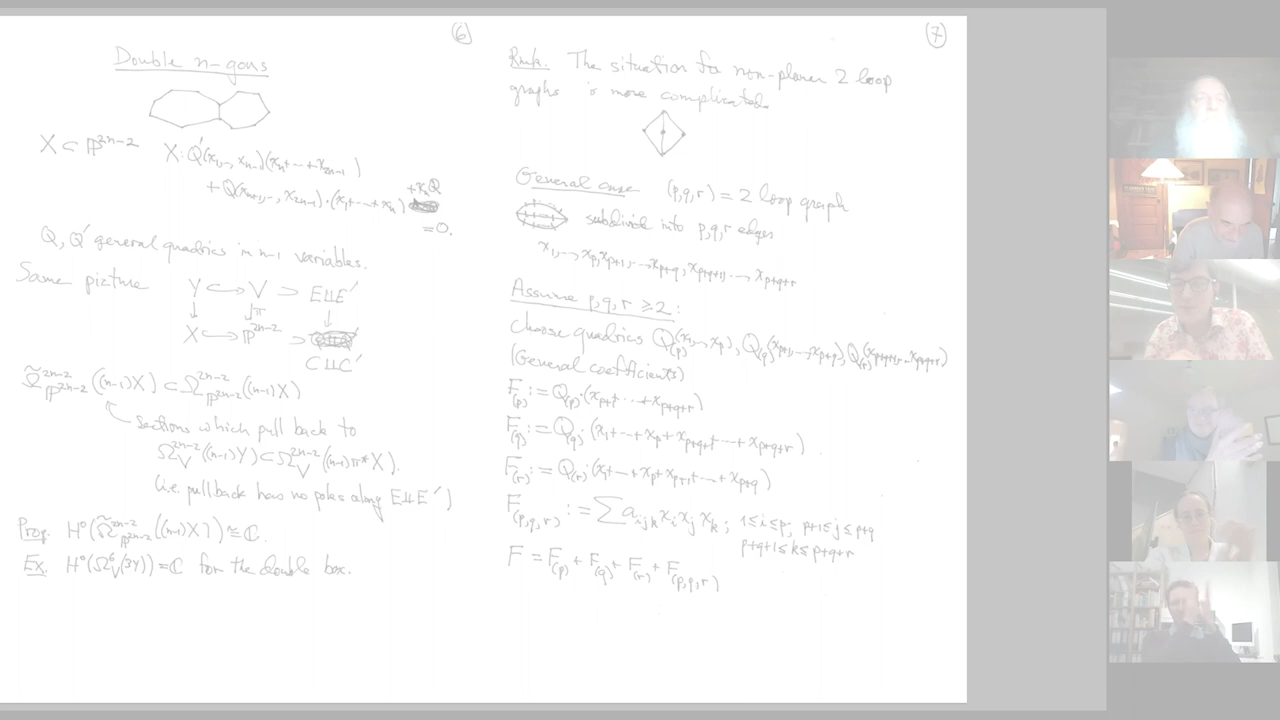 6
Double n-gons
X ⊂ P^{2n-2} X: Q'(x_1, --, x_{n-1})(x_n + --- + x_{2n-1})
+ Q(x_{n+1}, --, x_{2n-1})·(x_1 + --- + x_n) + x_n Q
= 0.
Q, Q' general quadrics in n-1 variables.
Same picture Y ↪ V ⊃ E⊔E'
↓ ↓π ↓
X ↪ P^{2n-2} ⊃
C⊔C'
Ω̃^{2n-2}_{P^{2n-2}}((n-1)X) ⊂ Ω^{2n-2}_{P^{2n-2}}((n-1)X)
sections which pull back to
Ω^{2n-2}_V((n-1)Y) ⊂ Ω^{2n-2}_V((n-1)π*X).
(i.e. pullback has no poles along E⊔E')
Prop. H^0(Ω̃^{2n-2}_{P^{2n-2}}((n-1)X)) ≅ C.
Ex. H^0(Ω^6_V(3Y)) = C for the double box.
7
Rmk. The situation for non-planar 2 loop
graphs is more complicated.
General case (p,q,r) = 2 loop graph
subdivide into p,q,r edges
x_1, --, x_p, x_{p+1}, --, x_{p+q}, x_{p+q+1}, --, x_{p+q+r}
Assume p,q,r ≥ 2:
choose quadrics Q_{(p)}(x_1, --, x_p), Q_{(q)}(x_{p+1}, --, x_{p+q}), Q_{(r)}(x_{p+q+1}, .. x_{p+q+r})
(General coefficients)
F_{(p)} := Q_{(p)}·(x_{p+1} + --- + x_{p+q+r})
F_{(q)} := Q_{(q)}·(x_1 + --- + x_p + x_{p+q+1} + --- + x_{p+q+r})
F_{(r)} := Q_{(r)}·(x_1 + --- + x_p + x_{p+1} + --- + x_{p+q})
F_{(p,q,r)} := Σ a_{ijk} x_i x_j x_k ; 1≤i≤p; p+1≤j≤p+q
p+q+1≤k≤p+q+r
F = F_{(p)} + F_{(q)} + F_{(r)} + F_{(p,q,r)}